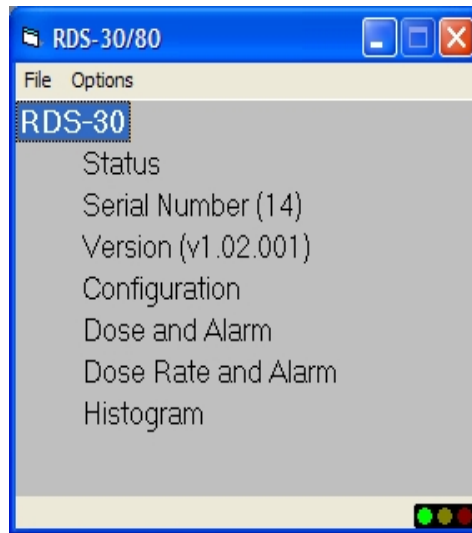 RDS-30/80
File Options
RDS-30
Status
Serial Number (14)
Version (v1.02.001)
Configuration
Dose and Alarm
Dose Rate and Alarm
Histogram